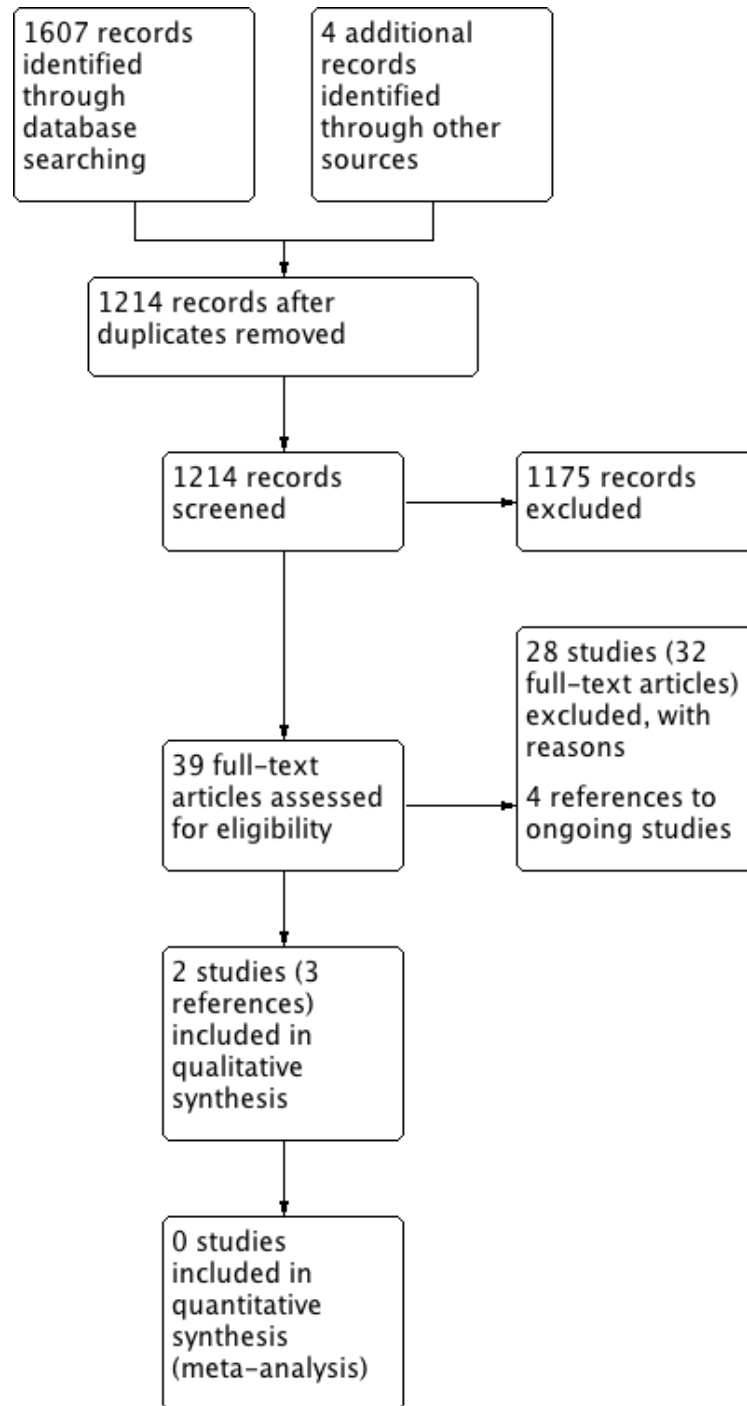 1607 records
identified
through
database
searching
4 additional
records
identified
through other
sources
1214 records after
duplicates removed
1214 records
screened
1175 records
excluded
28 studies (32
full-text articles)
excluded, with
reasons
4 references to
ongoing studies
39 full-text
articles assessed
for eligibility
2 studies (3
references)
included in
qualitative
synthesis
0 studies
included in
quantitative
synthesis
(meta-analysis)